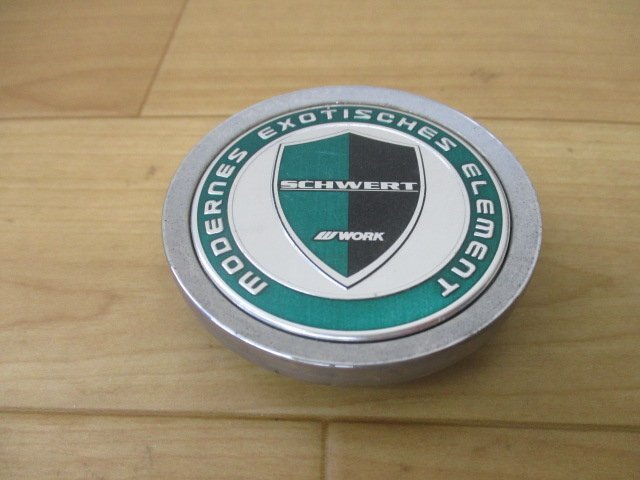 MODERNES EXOTISCHES ELEMENT
SCHWERT
WORK